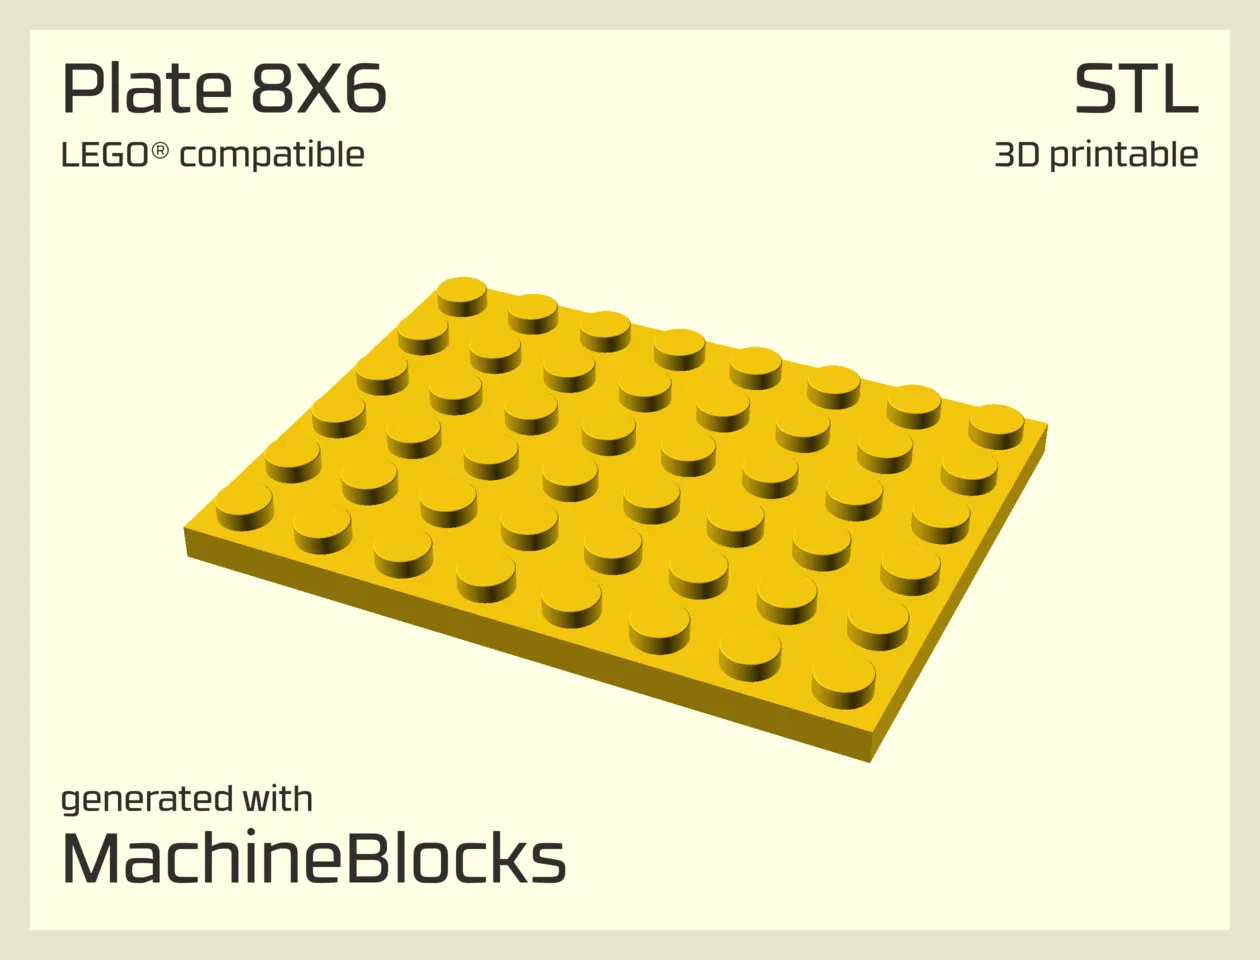 Plate 8X6
LEGO® compatible
STL
3D printable
generated with
MachineBlocks